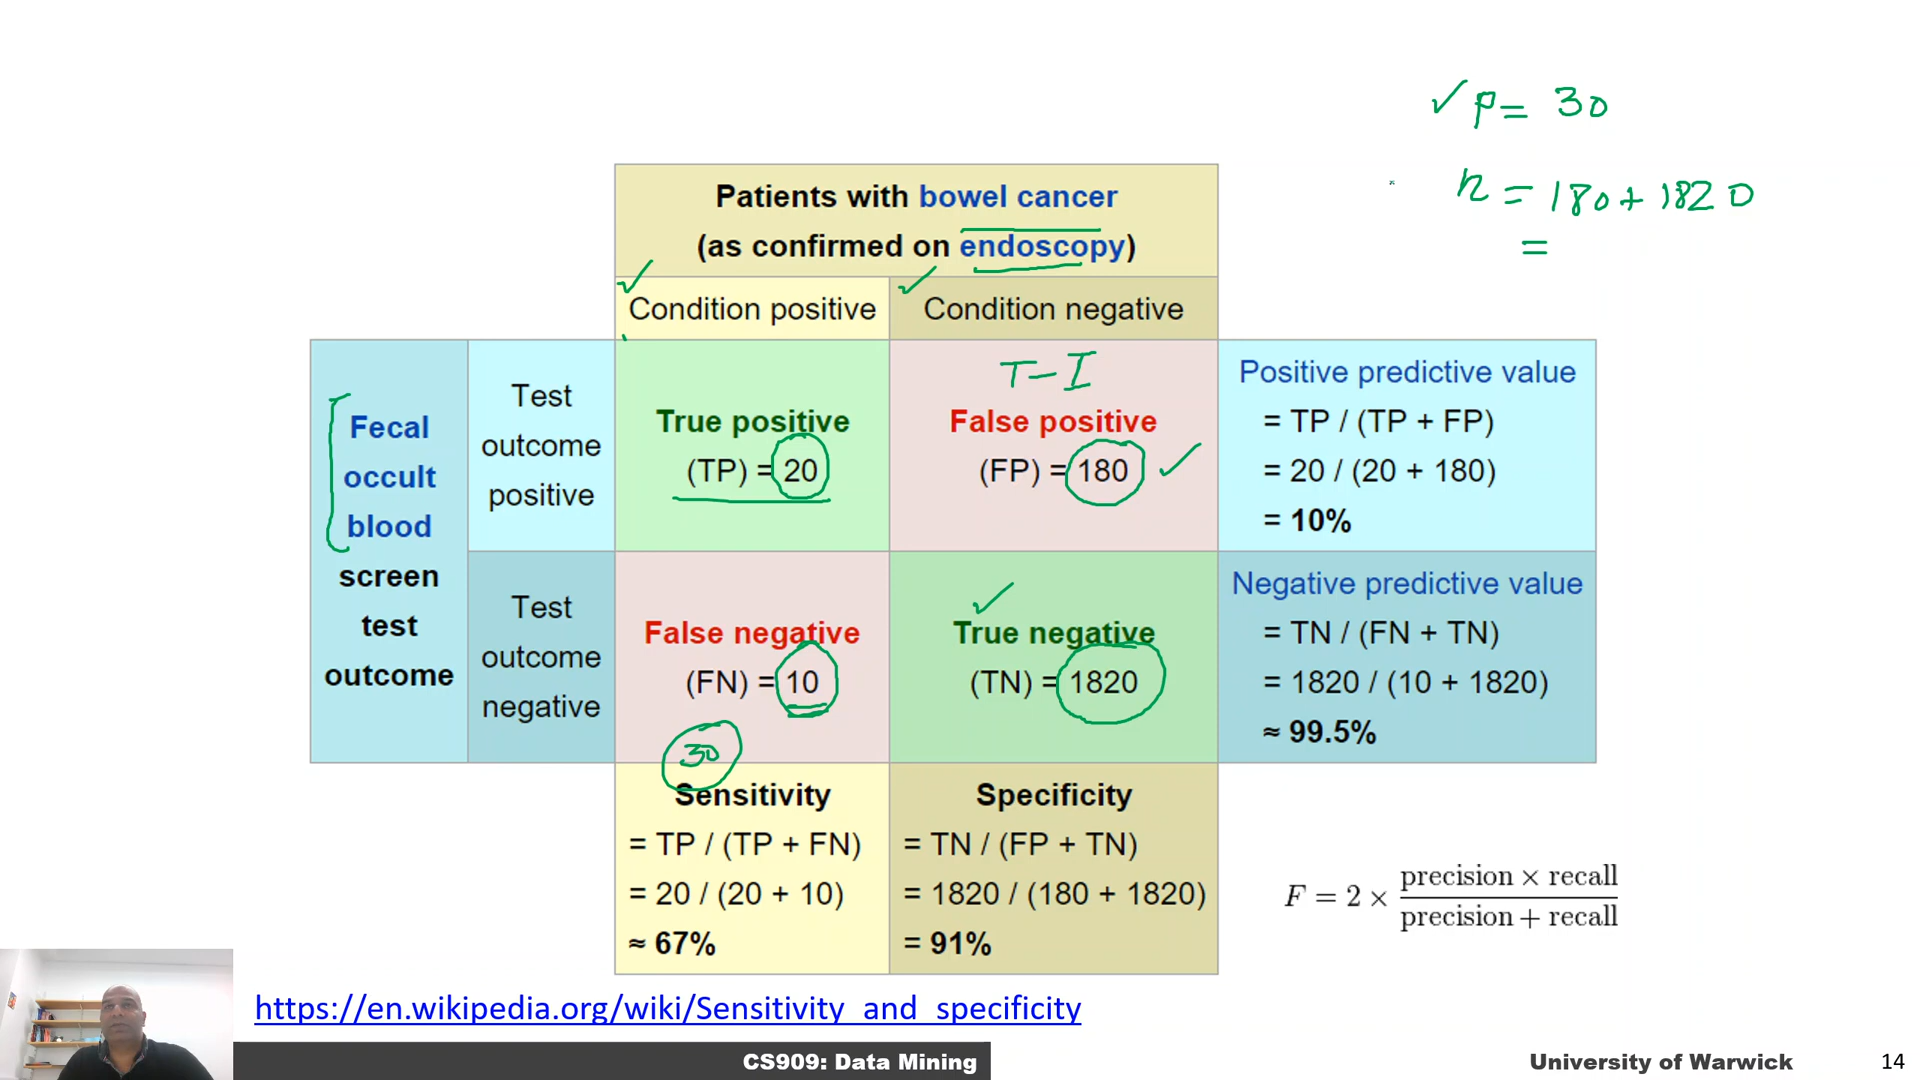 ✓ p = 30
n = 180 + 1820
=
Patients with bowel cancer
(as confirmed on endoscopy)
Condition positive
Condition negative
Fecal
occult
blood
screen
test
outcome
Test
outcome
positive
True positive
(TP) = 20
T-I
False positive
(FP) = 180
Positive predictive value
= TP / (TP + FP)
= 20 / (20 + 180)
= 10%
Test
outcome
negative
False negative
(FN) = 10
30
True negative
(TN) = 1820
Negative predictive value
= TN / (FN + TN)
= 1820 / (10 + 1820)
≈ 99.5%
Sensitivity
= TP / (TP + FN)
= 20 / (20 + 10)
≈ 67%
Specificity
= TN / (FP + TN)
= 1820 / (180 + 1820)
= 91%
F = 2 × precision × recall / precision + recall
https://en.wikipedia.org/wiki/Sensitivity_and_specificity
CS909: Data Mining
University of Warwick
14